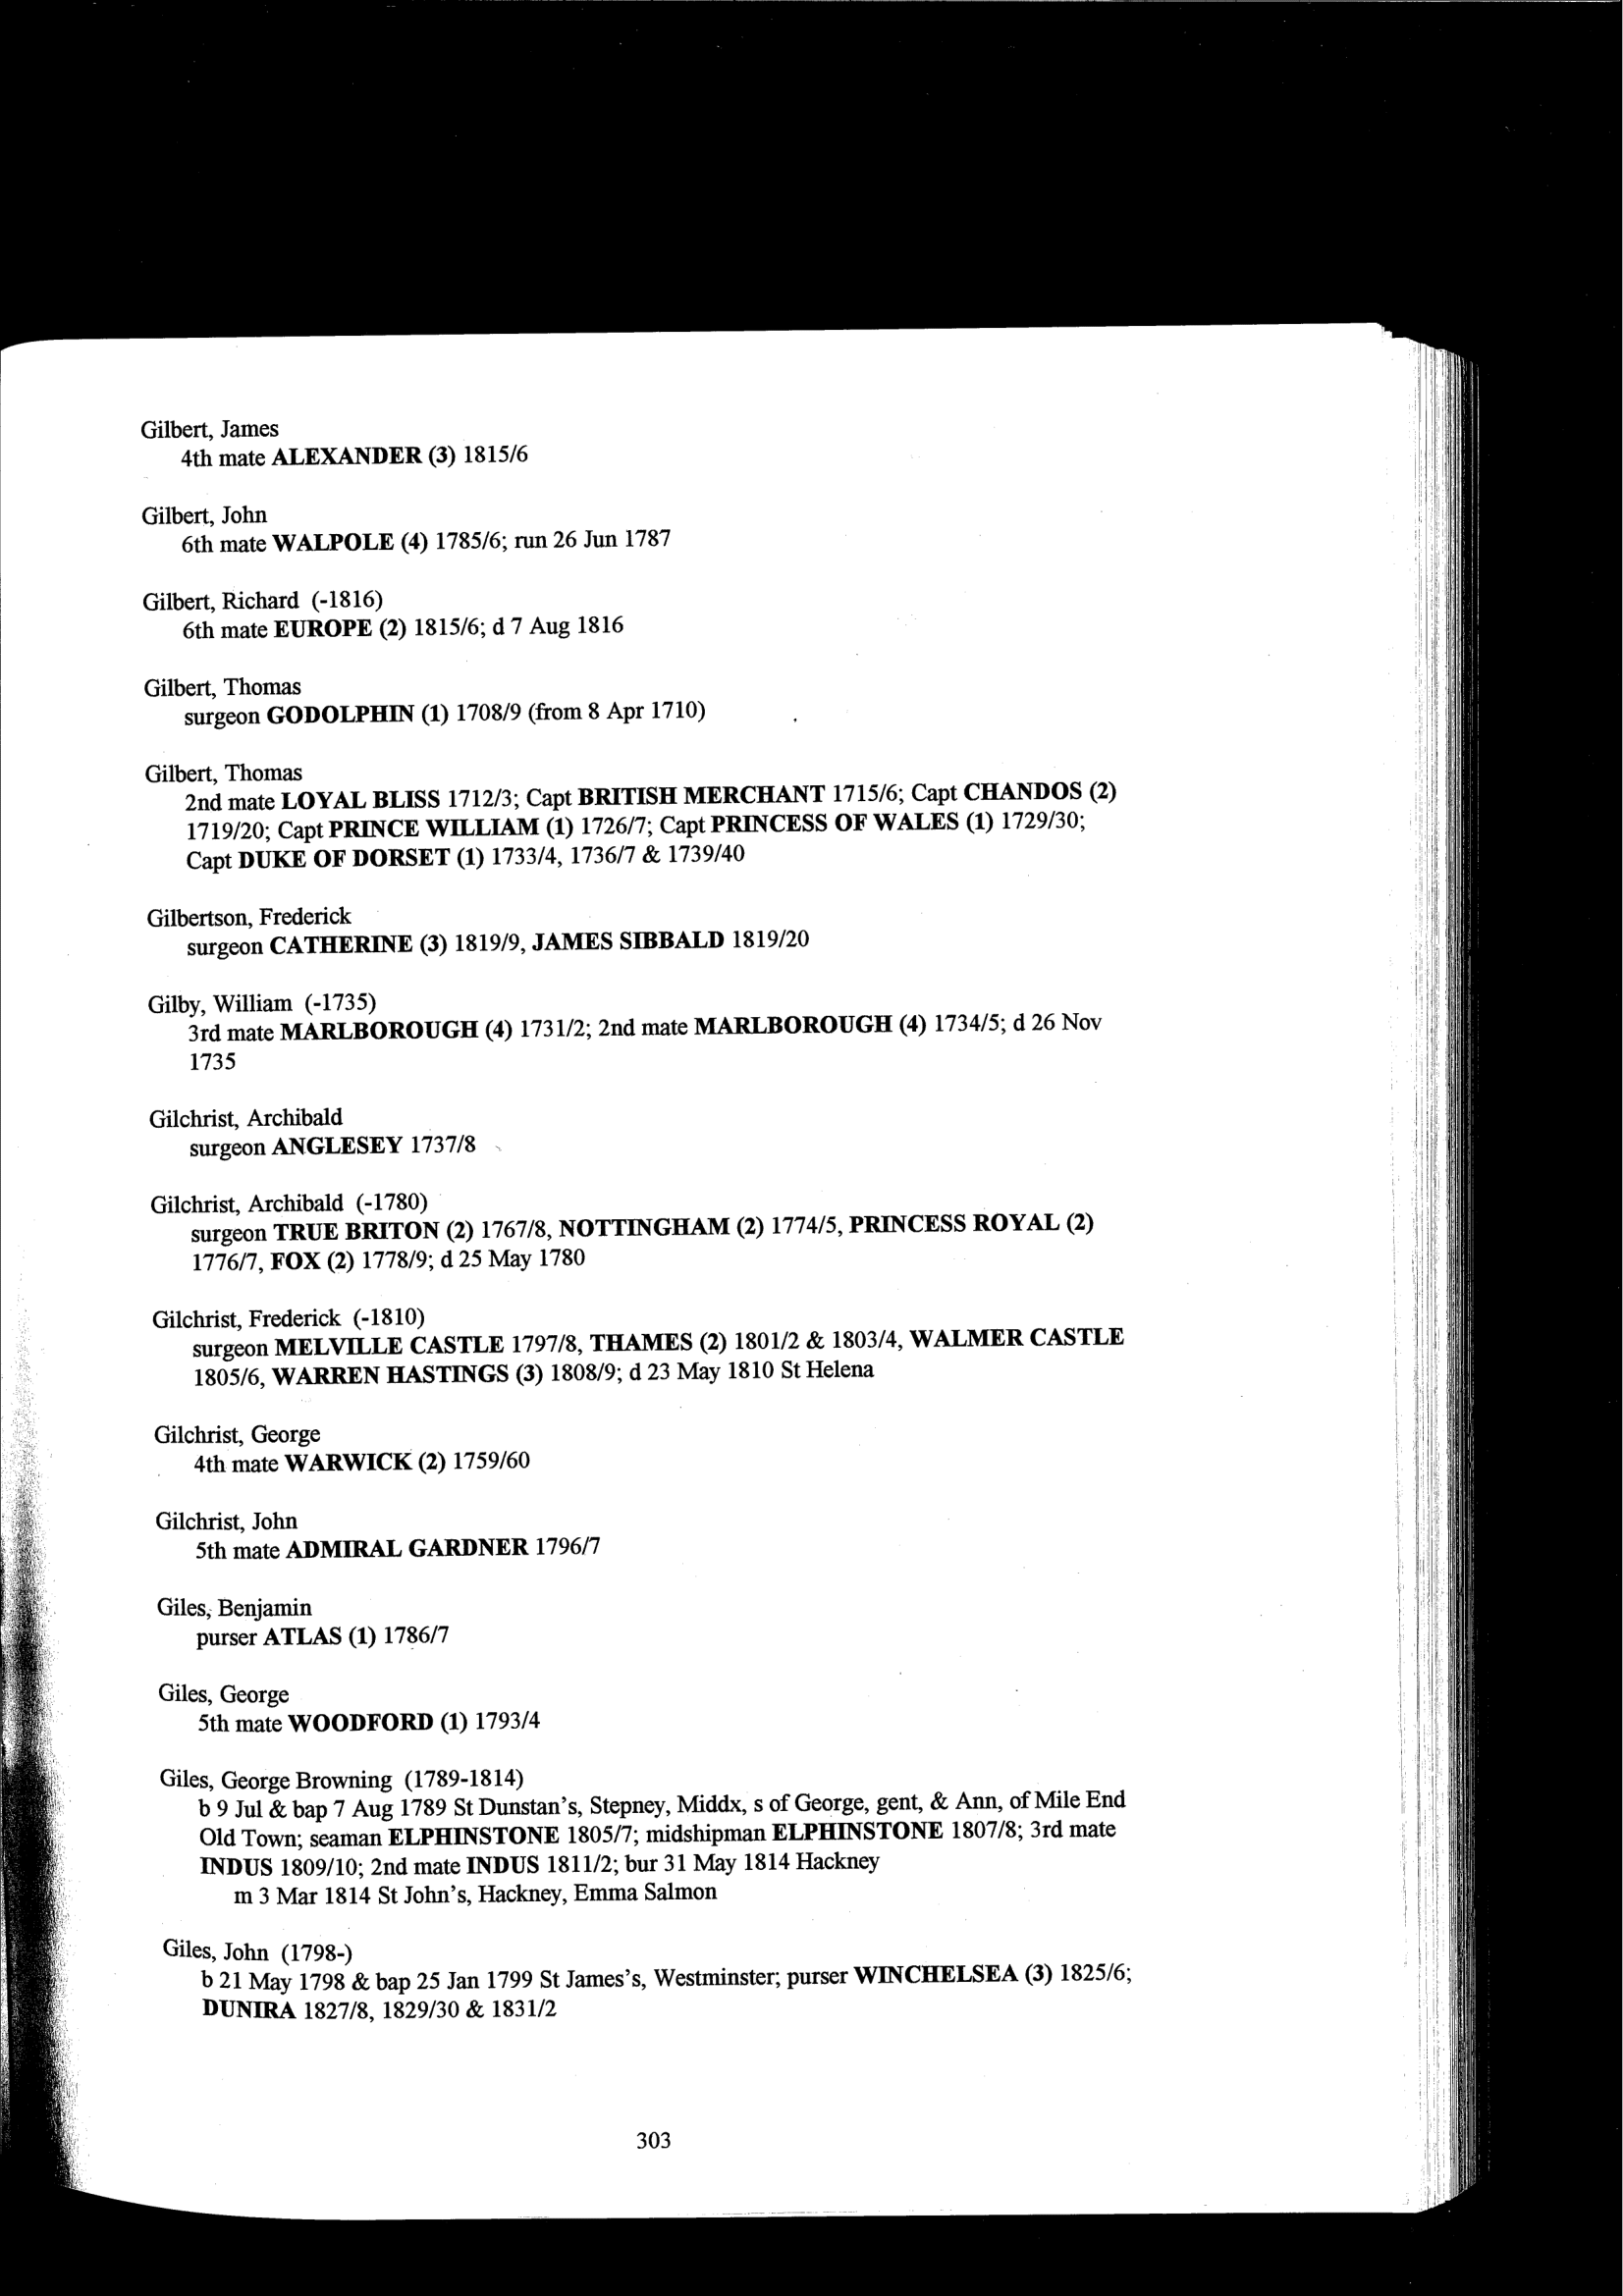 Gilbert, James
4th mate ALEXANDER (3) 1815/6
Gilbert, John
6th mate WALPOLE (4) 1785/6; run 26 Jun 1787
Gilbert, Richard (-1816)
6th mate EUROPE (2) 1815/6; d 7 Aug 1816
Gilbert, Thomas
surgeon GODOLPHIN (1) 1708/9 (from 8 Apr 1710)
Gilbert, Thomas
2nd mate LOYAL BLISS 1712/3; Capt BRITISH MERCHANT 1715/6; Capt CHANDOS (2)
1719/20; Capt PRINCE WILLIAM (1) 1726/7; Capt PRINCESS OF WALES (1) 1729/30;
Capt DUKE OF DORSET (1) 1733/4, 1736/7 & 1739/40
Gilbertson, Frederick
surgeon CATHERINE (3) 1819/9, JAMES SIBBALD 1819/20
Gilby, William (-1735)
3rd mate MARLBOROUGH (4) 1731/2; 2nd mate MARLBOROUGH (4) 1734/5; d 26 Nov
1735
Gilchrist, Archibald
surgeon ANGLESEY 1737/8
Gilchrist, Archibald (-1780)
surgeon TRUE BRITON (2) 1767/8, NOTTINGHAM (2) 1774/5, PRINCESS ROYAL (2)
1776/7, FOX (2) 1778/9; d 25 May 1780
Gilchrist, Frederick (-1810)
surgeon MELVILLE CASTLE 1797/8, THAMES (2) 1801/2 & 1803/4, WALMER CASTLE
1805/6, WARREN HASTINGS (3) 1808/9; d 23 May 1810 St Helena
Gilchrist, George
4th mate WARWICK (2) 1759/60
Gilchrist, John
5th mate ADMIRAL GARDNER 1796/7
Giles, Benjamin
purser ATLAS (1) 1786/7
Giles, George
5th mate WOODFORD (1) 1793/4
Giles, George Browning (1789-1814)
b 9 Jul & bap 7 Aug 1789 St Dunstan's, Stepney, Middx, s of George, gent, & Ann, of Mile End
Old Town; seaman ELPHINSTONE 1805/7; midshipman ELPHINSTONE 1807/8; 3rd mate
INDUS 1809/10; 2nd mate INDUS 1811/2; bur 31 May 1814 Hackney
m 3 Mar 1814 St John's, Hackney, Emma Salmon
Giles, John (1798-)
b 21 May 1798 & bap 25 Jan 1799 St James's, Westminster; purser WINCHELSEA (3) 1825/6;
DUNIRA 1827/8, 1829/30 & 1831/2
303